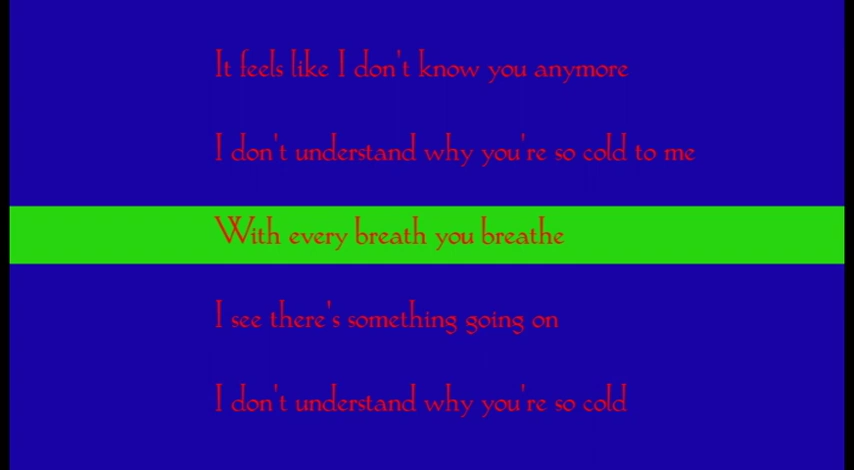 It feels like I don't know you anymore
I don't understand why you're so cold to me
With every breath you breathe
I see there's something going on
I don't understand why you're so cold